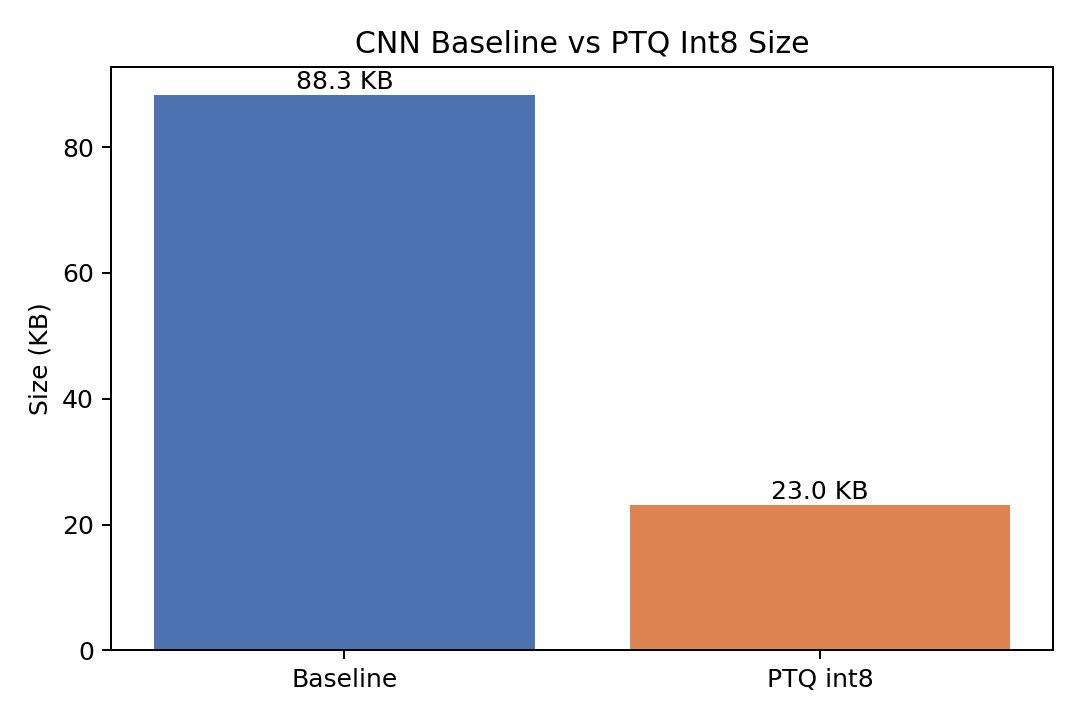 CNN Baseline vs PTQ Int8 Size
88.3 KB
80
60
40
20
0
Size (KB)
23.0 KB
Baseline
PTQ int8